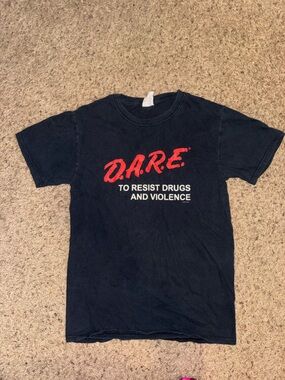 D.A.R.E.®
TO RESIST DRUGS
AND VIOLENCE